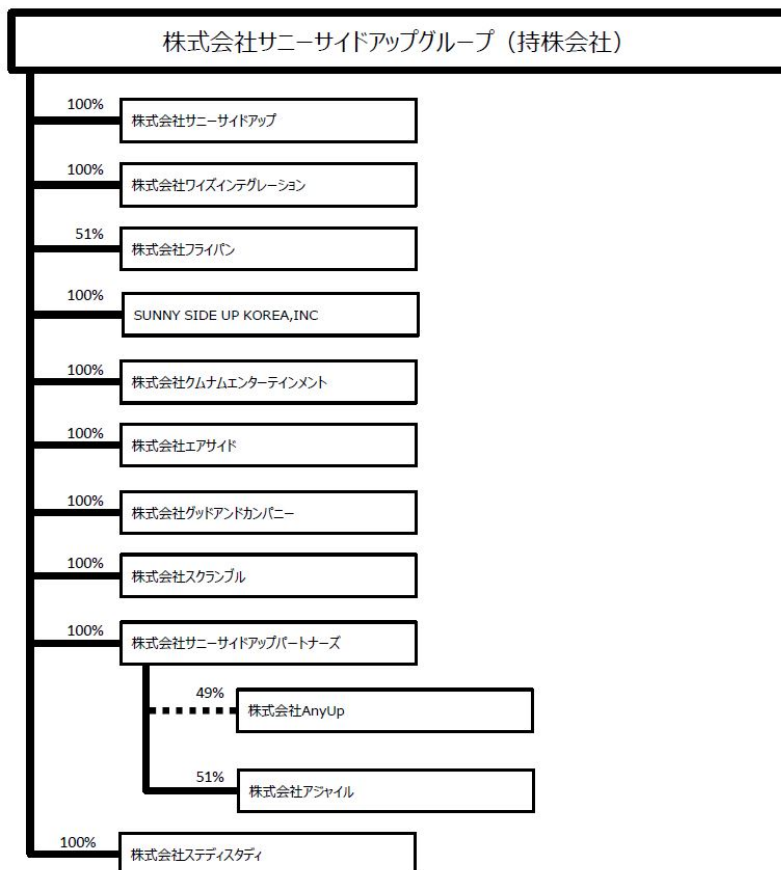 株式会社サニーサイドアップグループ（持株会社）
100%
株式会社サニーサイドアップ
100%
株式会社ワイズインテグレーション
51%
株式会社フライパン
100%
SUNNY SIDE UP KOREA,INC
100%
株式会社クムナムエンターテインメント
100%
株式会社エアサイド
100%
株式会社グッドアンドカンパニー
100%
株式会社スクランブル
100%
株式会社サニーサイドアップパートナーズ
49%
株式会社AnyUp
51%
株式会社アジャイル
100%
株式会社ステディスタディ